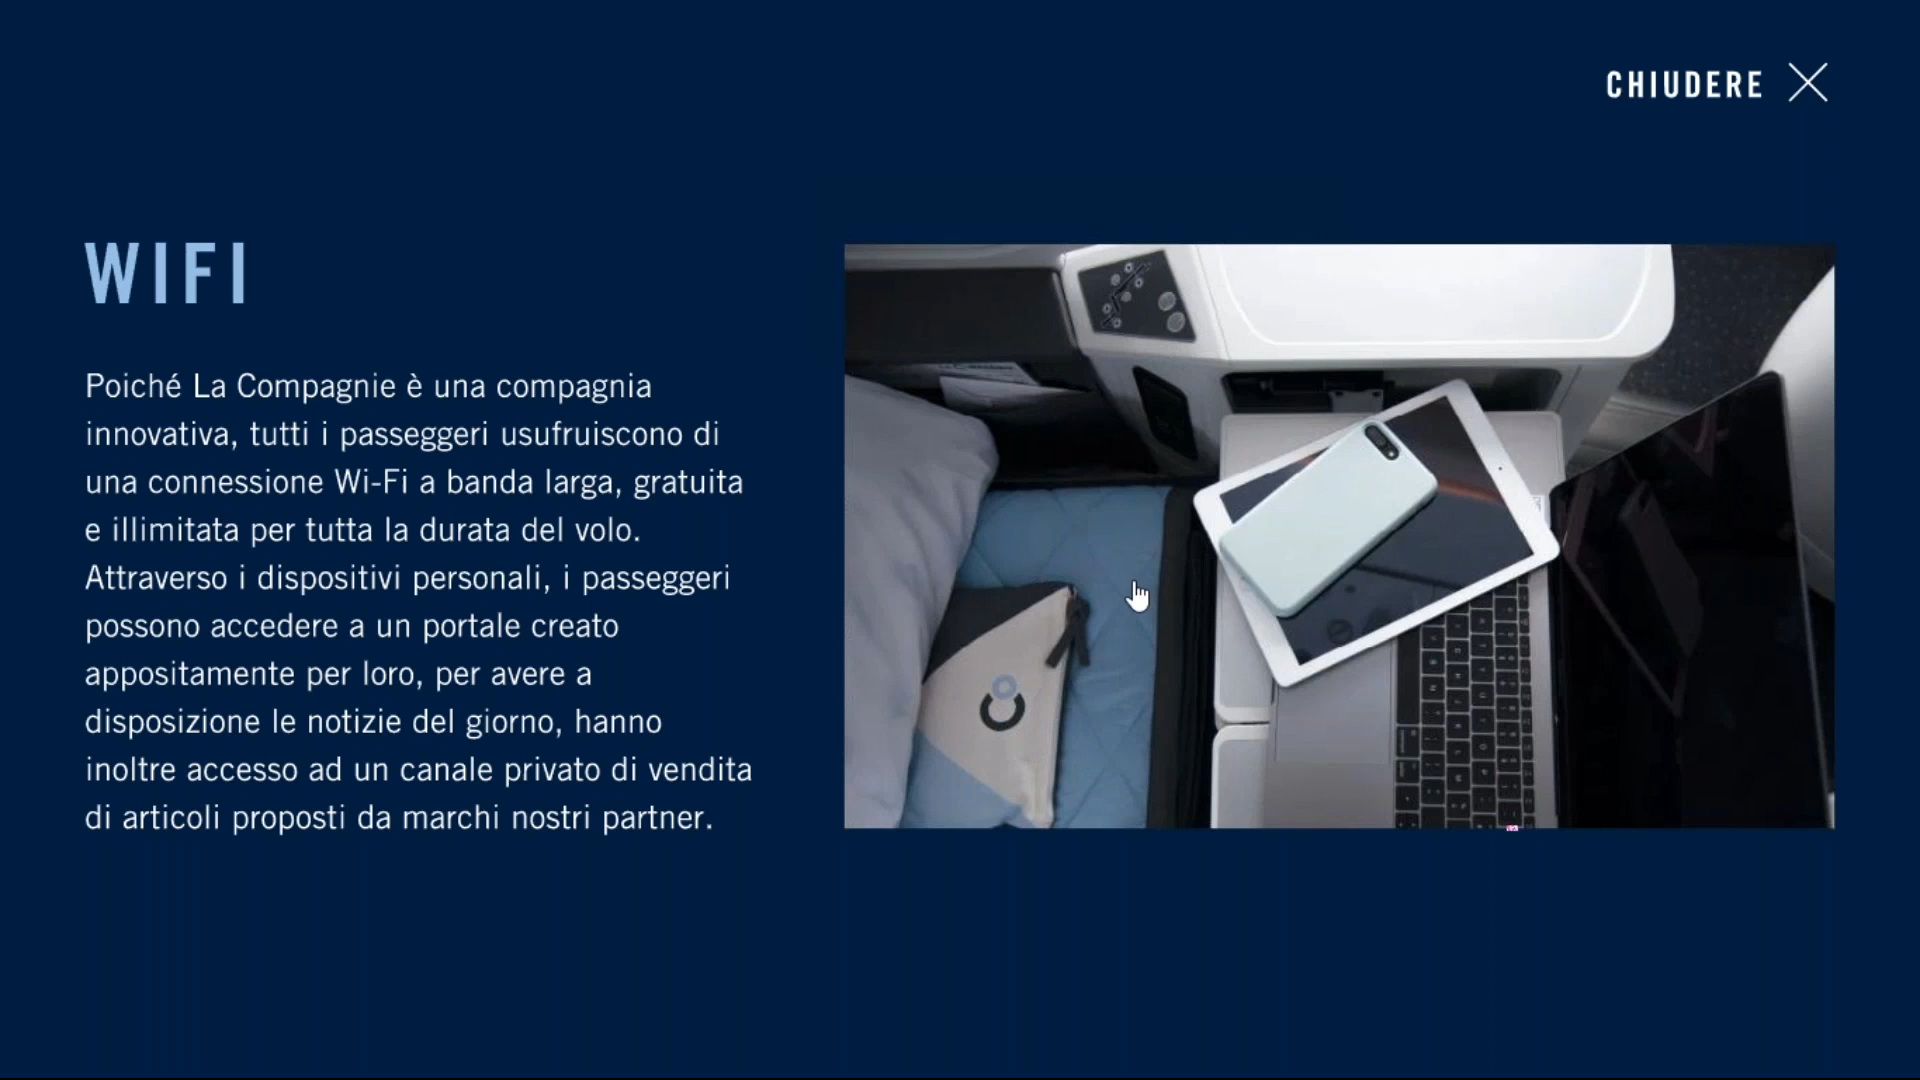 CHIUDERE
WIFI
Poiché La Compagnie è una compagnia
innovativa, tutti i passeggeri usufruiscono di
una connessione Wi-Fi a banda larga, gratuita
e illimitata per tutta la durata del volo.
Attraverso i dispositivi personali, i passeggeri
possono accedere a un portale creato
appositamente per loro, per avere a
disposizione le notizie del giorno, hanno
inoltre accesso ad un canale privato di vendita
di articoli proposti da marchi nostri partner.